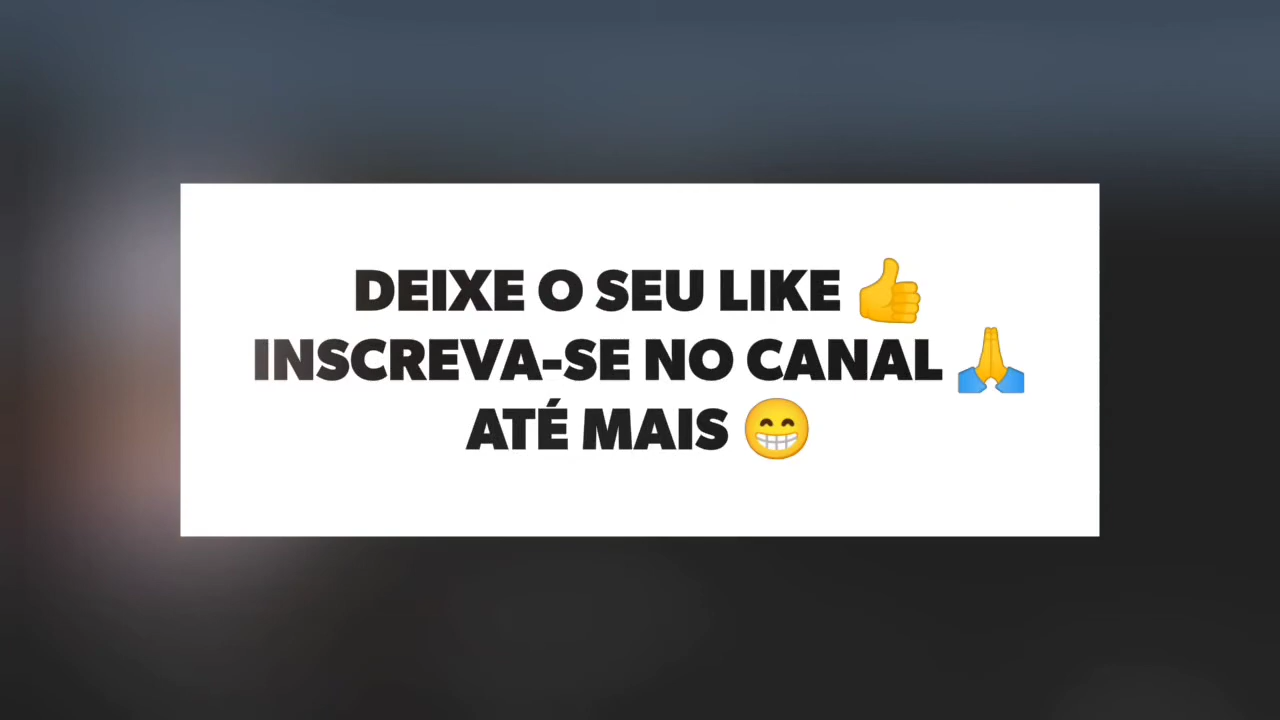 DEIXE O SEU LIKE 👍
INSCREVA-SE NO CANAL 🙏
ATÉ MAIS 😁